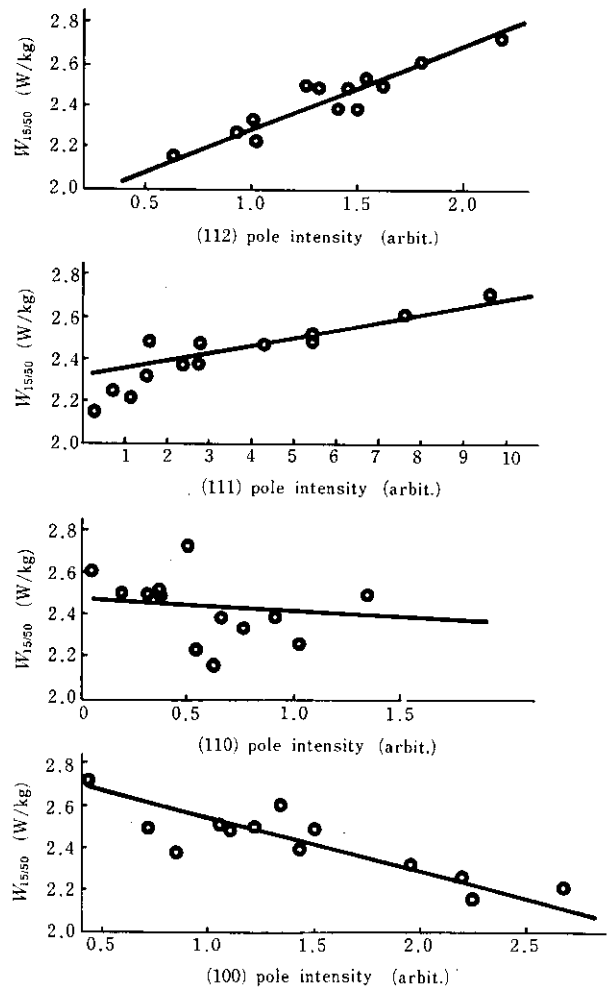 W15/50 (W/kg)
2.8
2.6
2.4
2.2
2.0
0.5 1.0 1.5 2.0
(112) pole intensity (arbit.)
W15/50 (W/kg)
2.8
2.6
2.4
2.2
2.0
1 2 3 4 5 6 7 8 9 10
(111) pole intensity (arbit.)
W15/50 (W/kg)
2.8
2.6
2.4
2.2
2.0
0 0.5 1.0 1.5
(110) pole intensity (arbit.)
W15/50 (W/kg)
2.8
2.6
2.4
2.2
2.0
0.5 1.0 1.5 2.0 2.5
(100) pole intensity (arbit.)